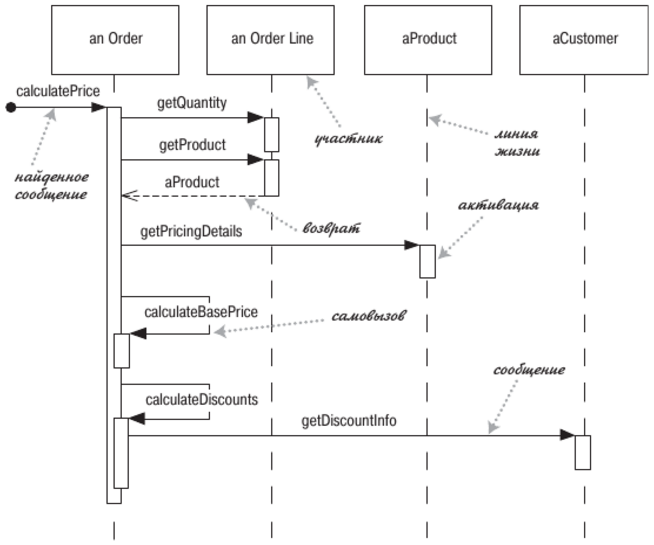 an Order
an Order Line
aProduct
aCustomer
calculatePrice
getQuantity
участник
линия
жизни
getProduct
найденное
сообщение
aProduct
возврат
активация
getPricingDetails
calculateBasePrice
самовызов
calculateDiscounts
сообщение
getDiscountInfo